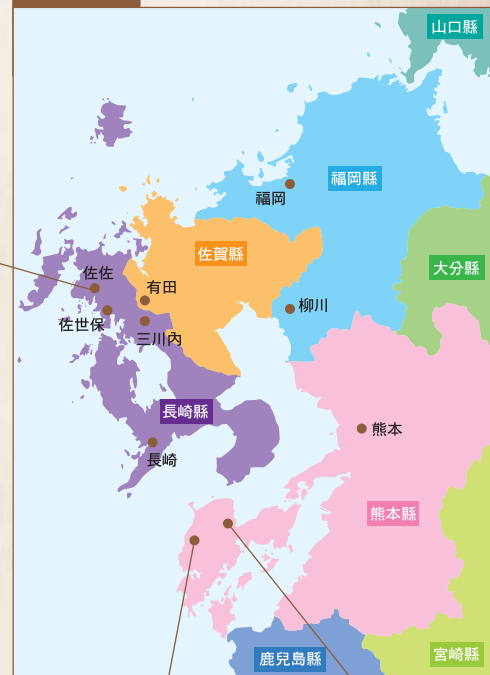 山口縣
福岡
福岡縣
佐賀縣
大分縣
佐佐
有田
佐世保
柳川
三川內
長崎縣
熊本
長崎
熊本縣
鹿兒島縣
宮崎縣